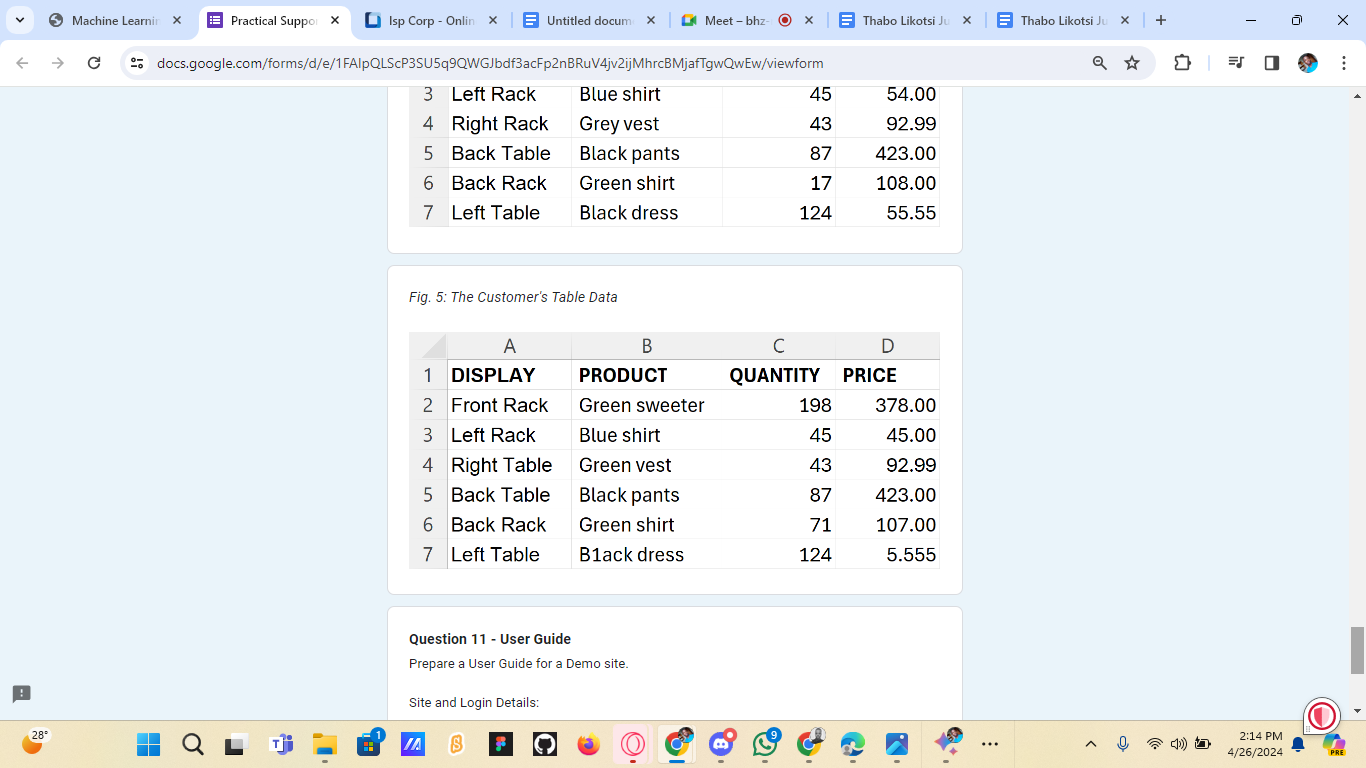 Machine Learnin
Practical Suppor
Isp Corp - Onlin
Untitled docum
Meet – bhz-
Thabo Likotsi Ju
Thabo Likotsi Ju
docs.google.com/forms/d/e/1FAIpQLScP3SU5q9QWGJbdf3acFp2nBRuV4jv2ijMhrcBMjafTgwQwEw/viewform
3 Left Rack Blue shirt 45 54.00
4 Right Rack Grey vest 43 92.99
5 Back Table Black pants 87 423.00
6 Back Rack Green shirt 17 108.00
7 Left Table Black dress 124 55.55
Fig. 5: The Customer's Table Data
A B C D
1 DISPLAY PRODUCT QUANTITY PRICE
2 Front Rack Green sweeter 198 378.00
3 Left Rack Blue shirt 45 45.00
4 Right Table Green vest 43 92.99
5 Back Table Black pants 87 423.00
6 Back Rack Green shirt 71 107.00
7 Left Table B1ack dress 124 5.555
Question 11 - User Guide
Prepare a User Guide for a Demo site.
Site and Login Details:
28°
1
9
2:14 PM
4/26/2024
PRE